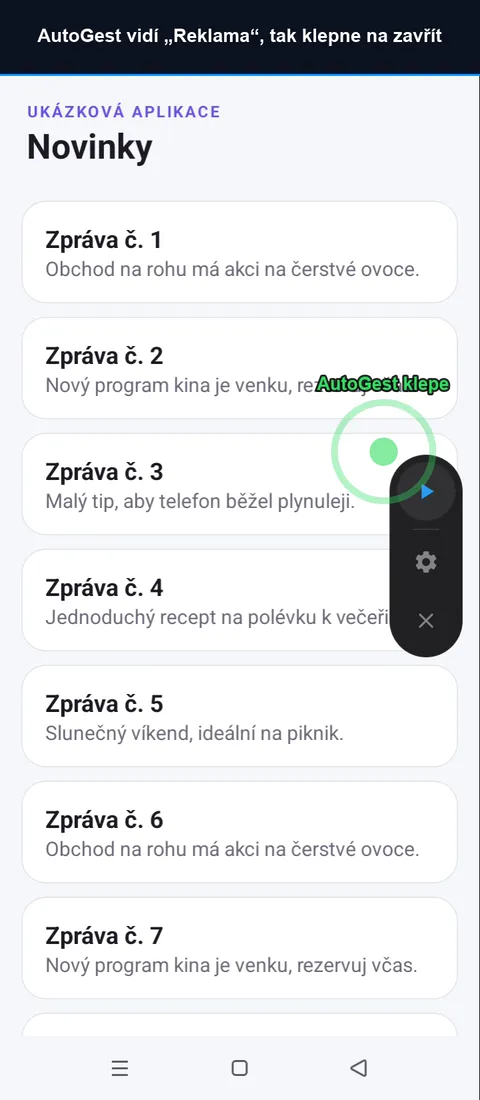 AutoGest vidí „Reklama“, tak klepne na zavřít
UKÁZKOVÁ APLIKACE
Novinky
Zpráva č. 1
Obchod na rohu má akci na čerstvé ovoce.
Zpráva č. 2
Nový program kina je venku,
AutoGest klepe
Zpráva č. 3
Malý tip, aby telefon běžel plynuleji.
Zpráva č. 4
Jednoduchý recept na polévku k večeři
Zpráva č. 5
Slunečný víkend, ideální na piknik.
Zpráva č. 6
Obchod na rohu má akci na čerstvé ovoce.
Zpráva č. 7
Nový program kina je venku, rezervuj včas.